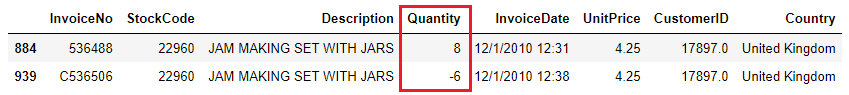 InvoiceNo StockCode Description Quantity InvoiceDate UnitPrice CustomerID Country
884 536488 22960 JAM MAKING SET WITH JARS 8 12/1/2010 12:31 4.25 17897.0 United Kingdom
939 C536506 22960 JAM MAKING SET WITH JARS -6 12/1/2010 12:38 4.25 17897.0 United Kingdom